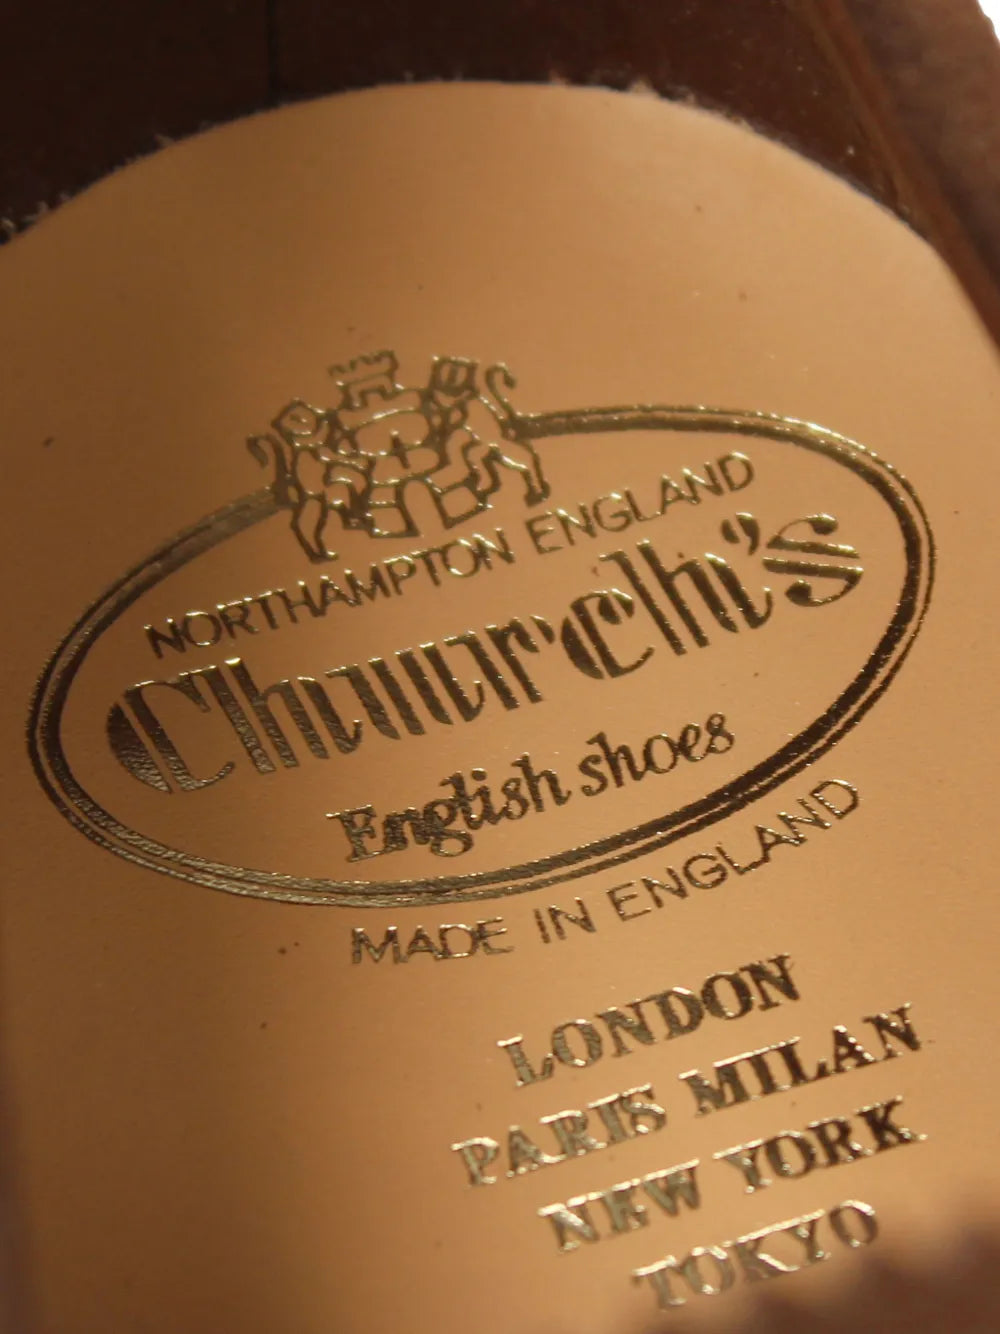 NORTHAMPTON ENGLAND
Church's
English shoes
MADE IN ENGLAND
LONDON
PARIS MILAN
NEW YORK
TOKYO